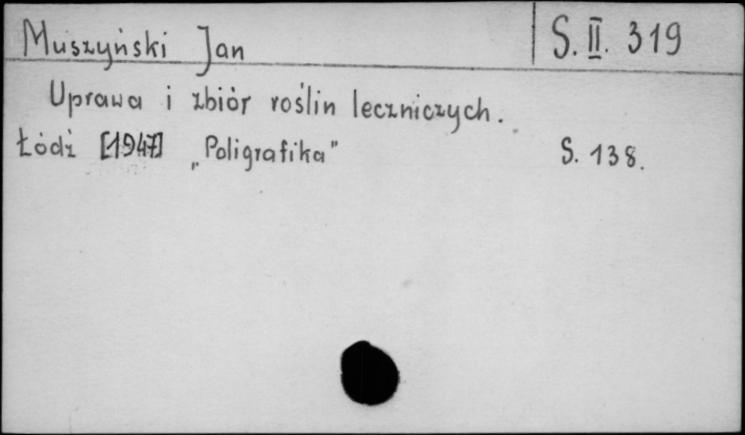 Muszyński Jan S. II. 319
Uprawa i zbiór roślin leczniczych.
Łódź [1947] „Poligrafika" S. 138.